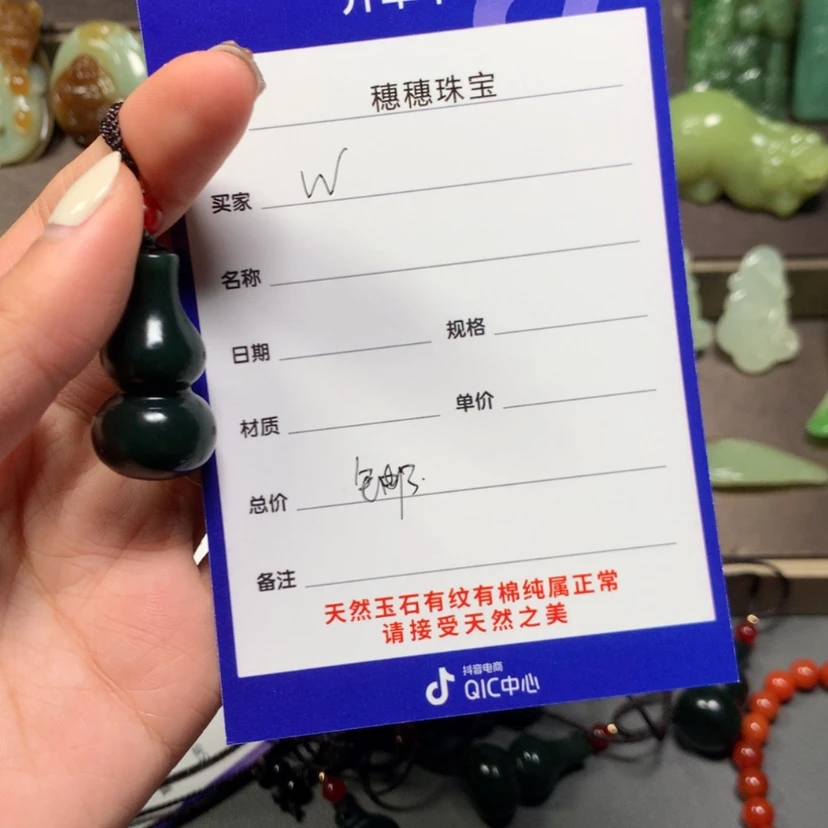 穗穗珠宝
买家 W
名称
日期 规格
材质 单价
总价 包邮
备注
天然玉石有纹有棉纯属正常
请接受天然之美
抖音电商
QIC中心